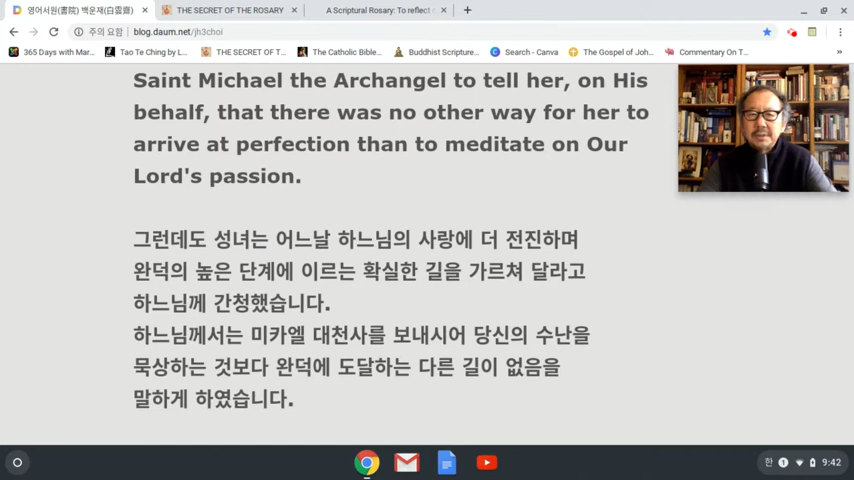 영어서원(書院) 백운재(白雲齋)
THE SECRET OF THE ROSARY
A Scriptural Rosary: To reflect
주의 요함
blog.daum.net/jh3choi
365 Days with Mar...
Tao Te Ching by L...
THE SECRET OF T...
The Catholic Bible...
Buddhist Scripture...
Search - Canva
The Gospel of Joh...
Commentary On T...
Saint Michael the Archangel to tell her, on His
behalf, that there was no other way for her to
arrive at perfection than to meditate on Our
Lord's passion.
그런데도 성녀는 어느날 하느님의 사랑에 더 전진하며
완덕의 높은 단계에 이르는 확실한 길을 가르쳐 달라고
하느님께 간청했습니다.
하느님께서는 미카엘 대천사를 보내시어 당신의 수난을
묵상하는 것보다 완덕에 도달하는 다른 길이 없음을
말하게 하였습니다.
한
1
9:42